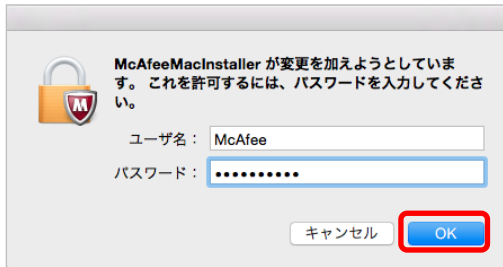 McAfeeMacInstaller が変更を加えようとしていま
す。 これを許可するには、パスワードを入力してくださ
い。
ユーザ名： McAfee
パスワード： ••••••••••
キャンセル OK